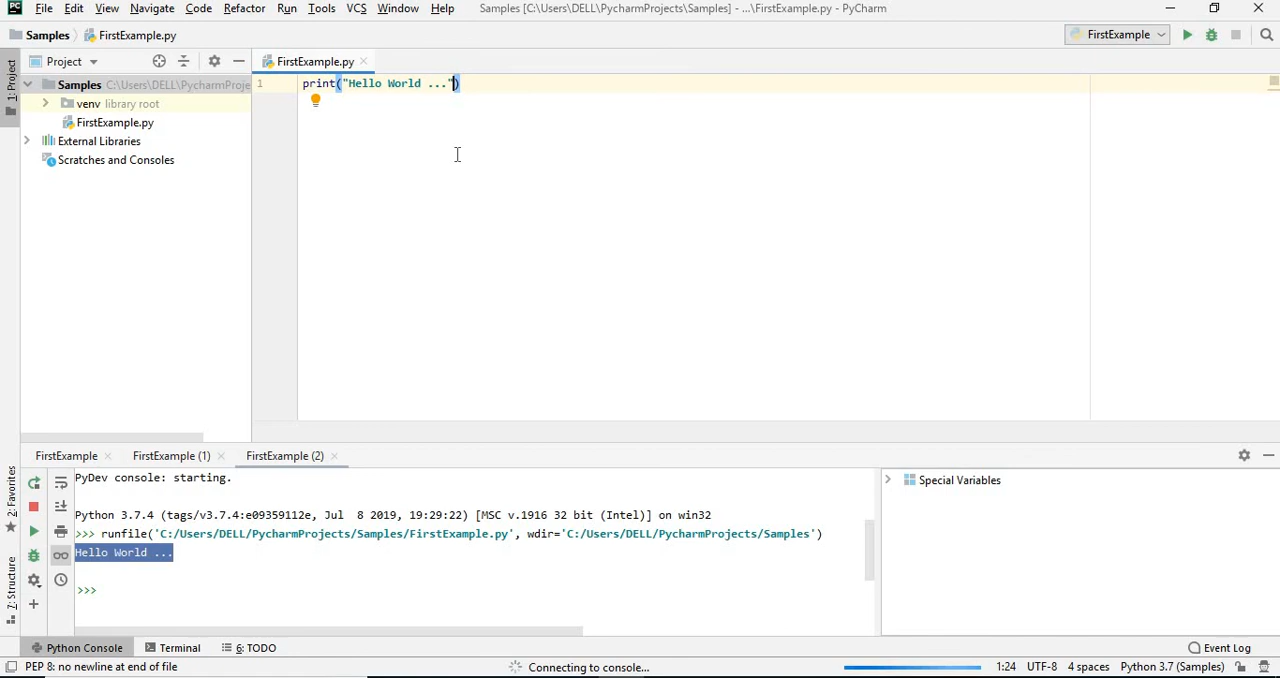 PC File Edit View Navigate Code Refactor Run Tools VCS Window Help Samples [C:\Users\DELL\PycharmProjects\Samples] - ...\FirstExample.py - PyCharm
Samples FirstExample.py FirstExample
1: Project
Project FirstExample.py
Samples C:\Users\DELL\PycharmProje
venv library root
FirstExample.py
External Libraries
Scratches and Consoles
1 print("Hello World ...")
FirstExample FirstExample (1) FirstExample (2)
2: Favorites
Z: Structure
PyDev console: starting.
Python 3.7.4 (tags/v3.7.4:e09359112e, Jul 8 2019, 19:29:22) [MSC v.1916 32 bit (Intel)] on win32
>>> runfile('C:/Users/DELL/PycharmProjects/Samples/FirstExample.py', wdir='C:/Users/DELL/PycharmProjects/Samples')
Hello World ...
>>>
Special Variables
Python Console Terminal 6: TODO Event Log
PEP 8: no newline at end of file Connecting to console... 1:24 UTF-8 4 spaces Python 3.7 (Samples)